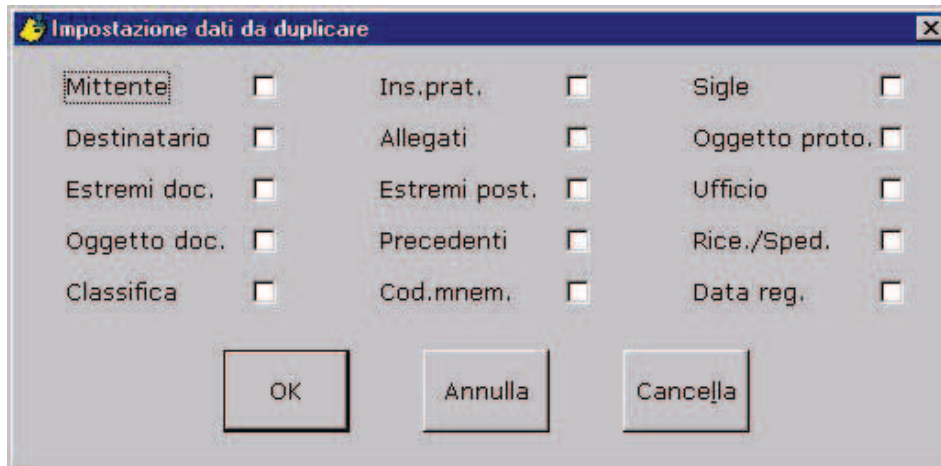 Impostazione dati da duplicare
Mittente Ins.prat. Sigle
Destinatario Allegati Oggetto proto.
Estremi doc. Estremi post. Ufficio
Oggetto doc. Precedenti Rice./Sped.
Classifica Cod.mnem. Data reg.
OK Annulla Cancella